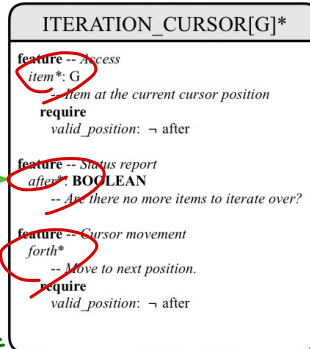 ITERATION_CURSOR[G]*
feature -- Access
item*: G
-- Item at the current cursor position
require
valid_position: ¬ after
feature -- Status report
after*: BOOLEAN
-- Are there no more items to iterate over?
feature -- Cursor movement
forth*
-- Move to next position.
require
valid_position: ¬ after